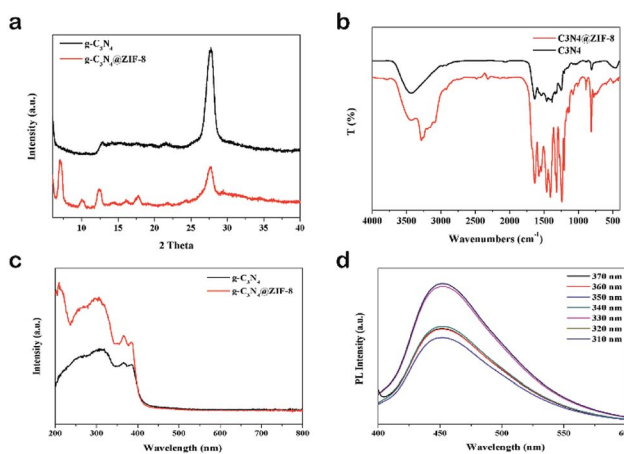 a
g-C₃N₄
g-C₃N₄@ZIF-8
Intensity (a.u.)
10 15 20 25 30 35 40
2 Theta
b
C3N4@ZIF-8
C3N4
T (%)
4000 3500 3000 2500 2000 1500 1000 500
Wavenumbers (cm⁻¹)
c
g-C₃N₄
g-C₃N₄@ZIF-8
Intensity (a.u.)
200 300 400 500 600 700 800
Wavelength (nm)
d
370 nm
360 nm
350 nm
340 nm
330 nm
320 nm
310 nm
PL Intensity (a.u.)
400 450 500 550 600
Wavelength (nm)